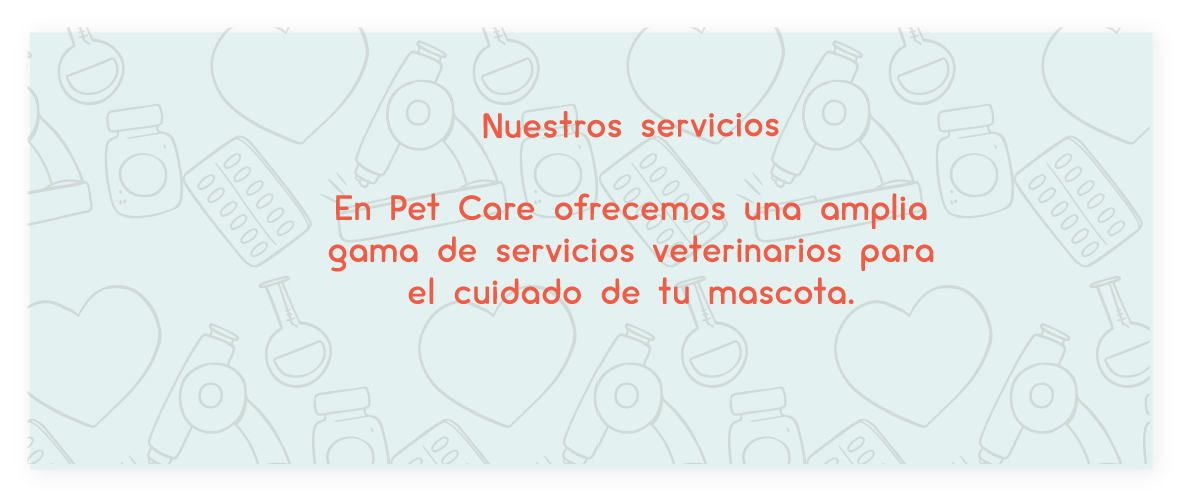 Nuestros servicios
En Pet Care ofrecemos una amplia
gama de servicios veterinarios para
el cuidado de tu mascota.